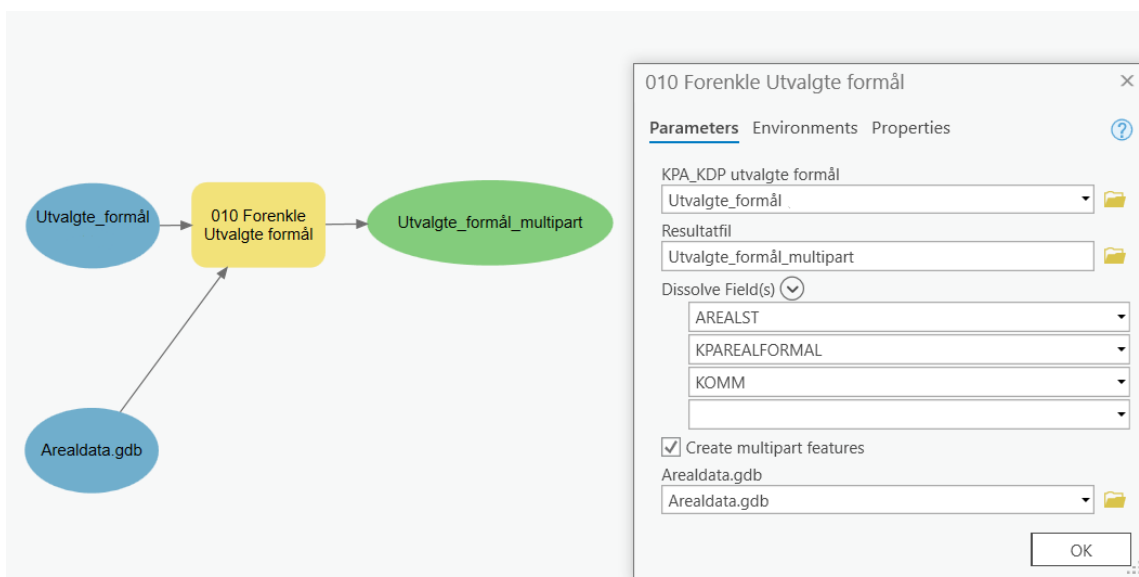 Utvalgte_formål
010 Forenkle
Utvalgte formål
Utvalgte_formål_multipart
Arealdata.gdb
010 Forenkle Utvalgte formål
Parameters Environments Properties
KPA_KDP utvalgte formål
Utvalgte_formål
Resultatfil
Utvalgte_formål_multipart
Dissolve Field(s)
AREALST
KPAREALFORMAL
KOMM
Create multipart features
Arealdata.gdb
Arealdata.gdb
OK